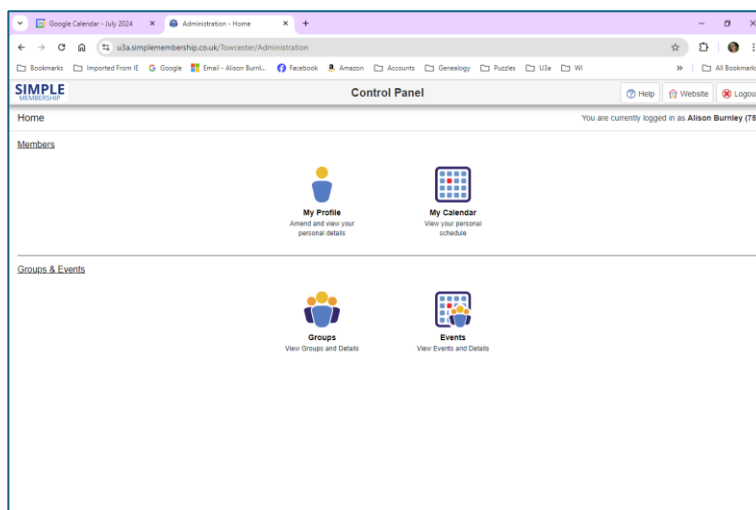 Google Calendar - July 2024
Administration - Home
u3a.simplemembership.co.uk/Towcester/Administration
Bookmarks Imported From IE Google Email - Alison Burnl... Facebook Amazon Accounts Genealogy Puzzles U3a WI » All Bookmarks
SIMPLE
MEMBERSHIP
Control Panel
Help Website Logou
Home
You are currently logged in as Alison Burnley (75
Members
My Profile
Amend and view your
personal details
My Calendar
View your personal
schedule
Groups & Events
Groups
View Groups and Details
Events
View Events and Details